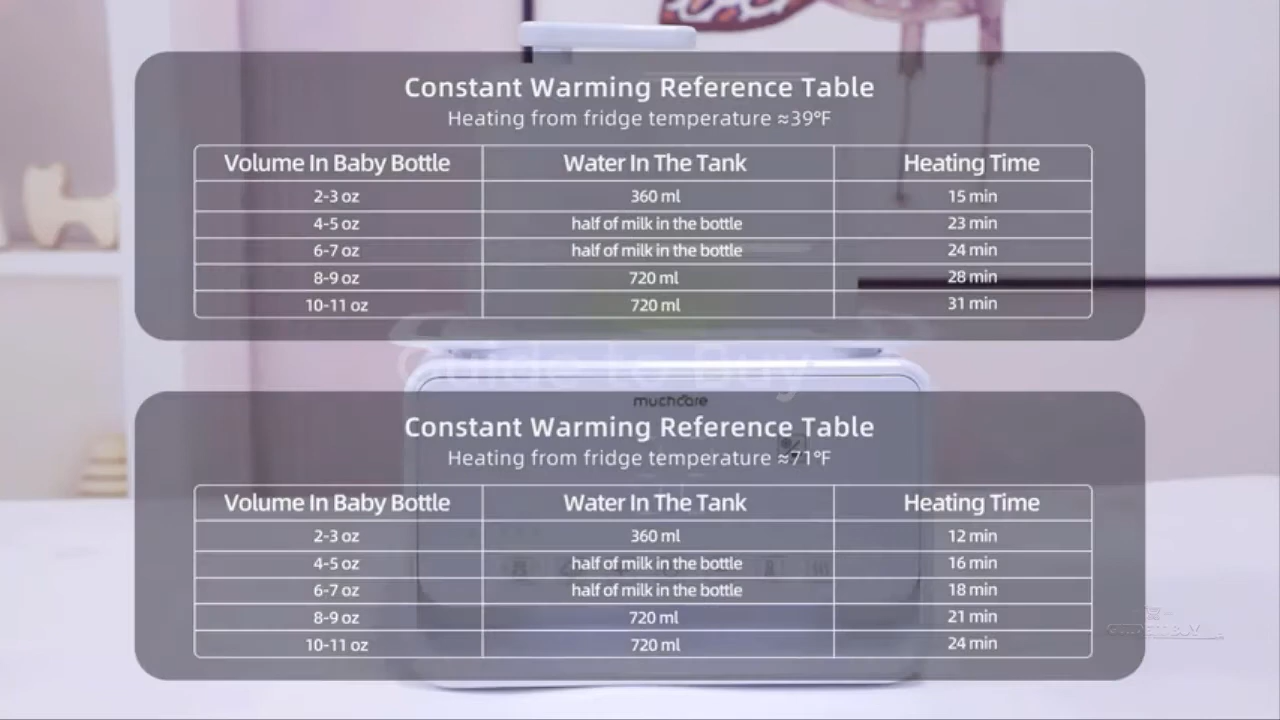 Constant Warming Reference Table
Heating from fridge temperature ≈39°F
Volume In Baby Bottle Water In The Tank Heating Time
2-3 oz 360 ml 15 min
4-5 oz half of milk in the bottle 23 min
6-7 oz half of milk in the bottle 24 min
8-9 oz 720 ml 28 min
10-11 oz 720 ml 31 min
Guide to Buy
muchcare
Constant Warming Reference Table
Heating from fridge temperature ≈71°F
Volume In Baby Bottle Water In The Tank Heating Time
2-3 oz 360 ml 12 min
4-5 oz half of milk in the bottle 16 min
6-7 oz half of milk in the bottle 18 min
8-9 oz 720 ml 21 min
10-11 oz 720 ml 24 min
GUIDE TO BUY